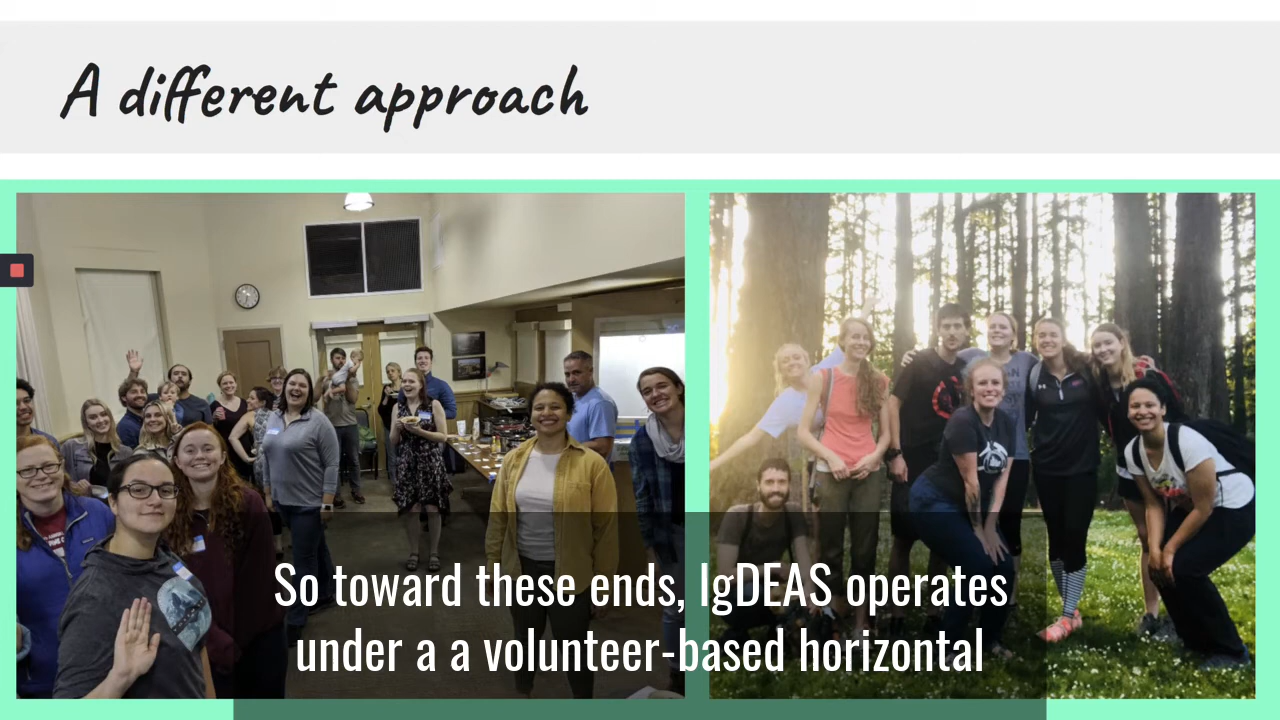 A different approach
So toward these ends, IgDEAS operates
under a a volunteer-based horizontal